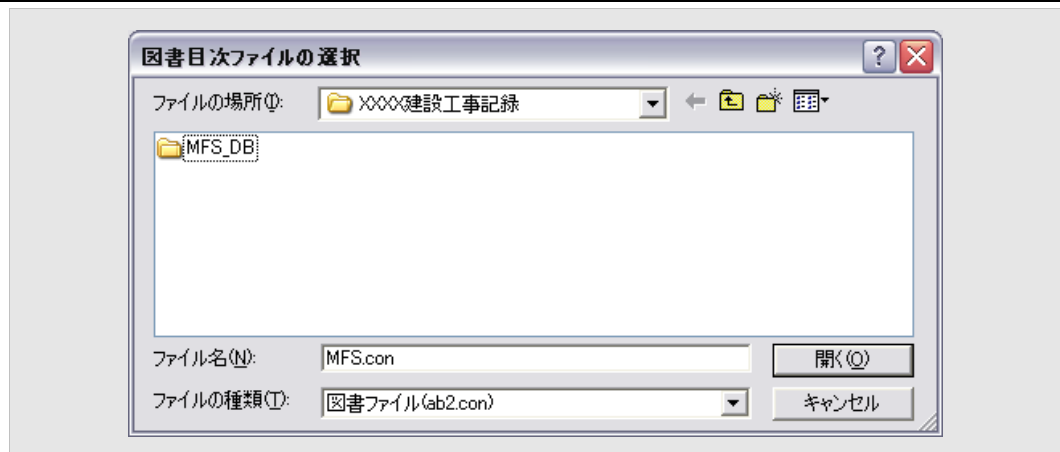 図書目次ファイルの選択
ファイルの場所(I):
XXXX建設工事記録
MFS_DB
ファイル名(N):
MFS.con
開く(O)
ファイルの種類(T):
図書ファイル(ab2.con)
キャンセル